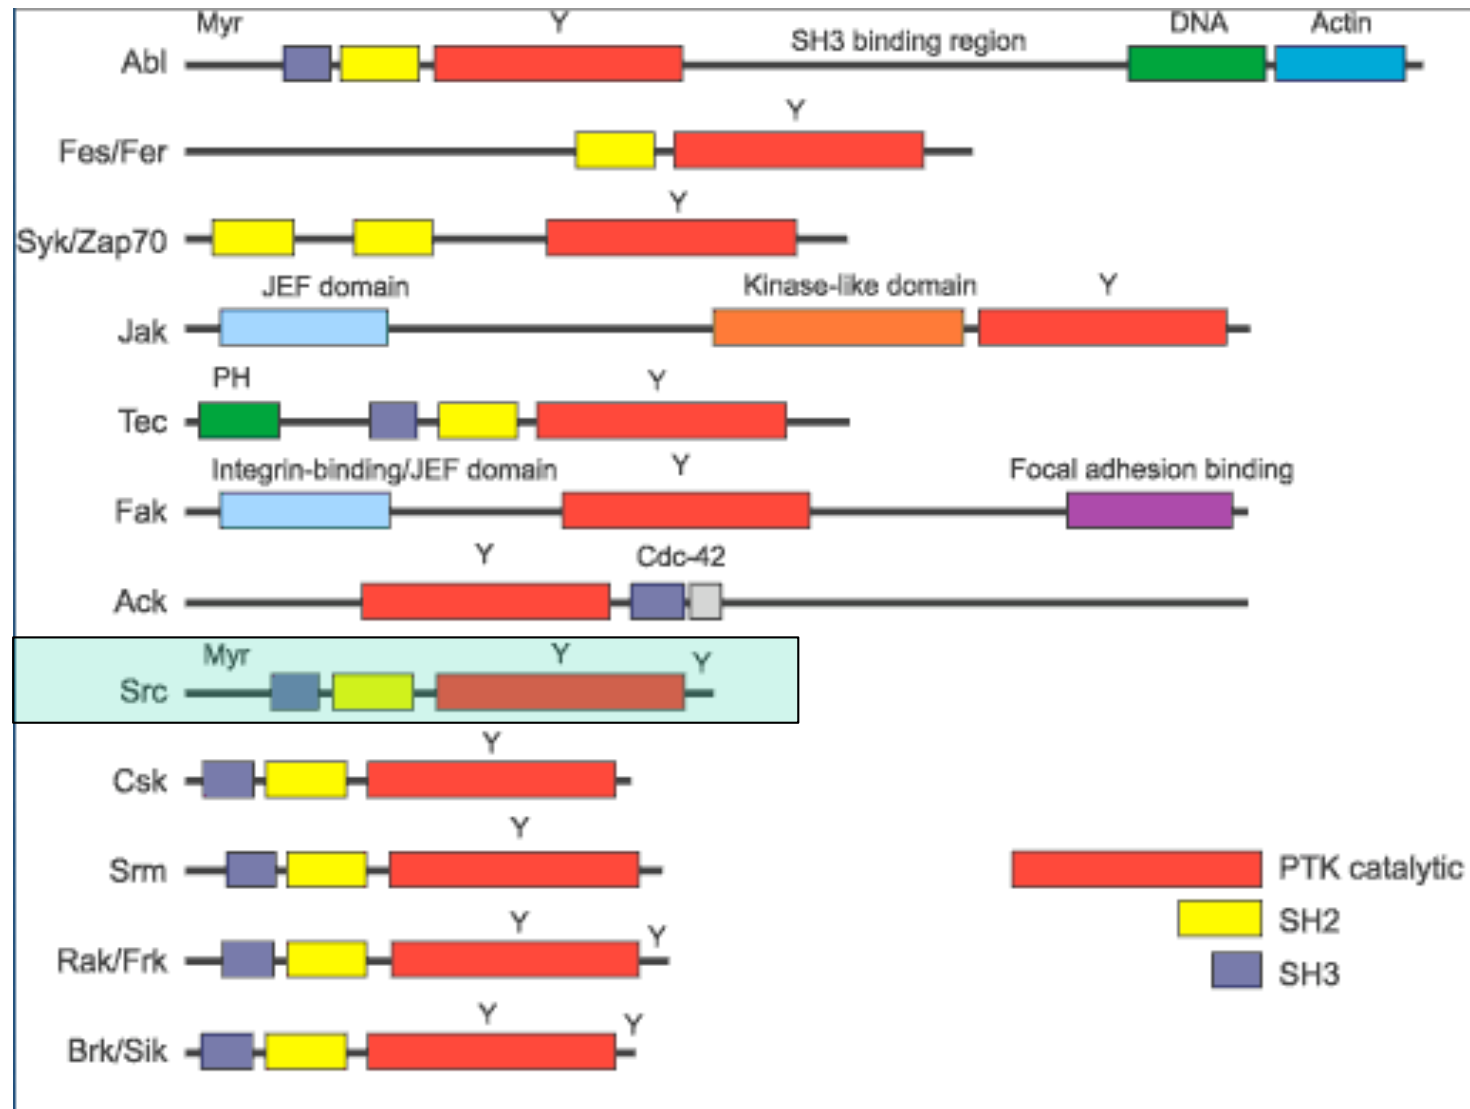 Myr Y DNA Actin
Abl SH3 binding region
Y
Fes/Fer
Y
Syk/Zap70
JEF domain Kinase-like domain Y
Jak
PH Y
Tec
Integrin-binding/JEF domain Y Focal adhesion binding
Fak
Y Cdc-42
Ack
Myr Y Y
Src
Y
Csk
Y
Srm
PTK catalytic
Y Y
SH2
Rak/Frk
SH3
Y Y
Brk/Sik